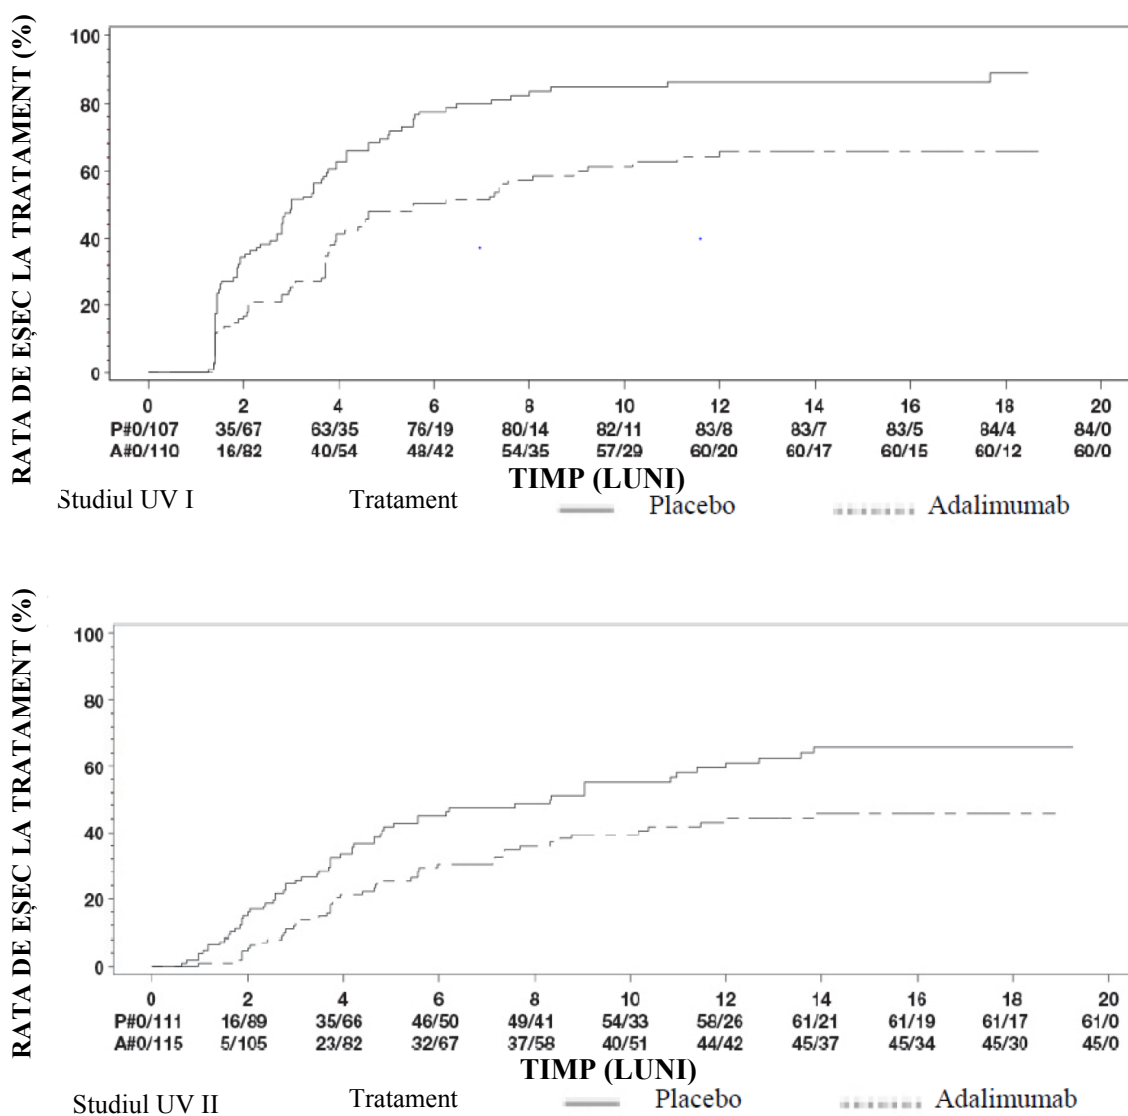 RATA DE EȘEC LA TRATAMENT (%)
100
80
60
40
20
0
0 2 4 6 8 10 12 14 16 18 20
P#0/107 35/67 63/35 76/19 80/14 82/11 83/8 83/7 83/5 84/4 84/0
A#0/110 16/82 40/54 48/42 54/35 57/29 60/20 60/17 60/15 60/12 60/0
TIMP (LUNI)
Studiul UV I Tratament Placebo Adalimumab
RATA DE EȘEC LA TRATAMENT (%)
100
80
60
40
20
0
0 2 4 6 8 10 12 14 16 18 20
P#0/111 16/89 35/66 46/50 49/41 54/33 58/26 61/21 61/19 61/17 61/0
A#0/115 5/105 23/82 32/67 37/58 40/51 44/42 45/37 45/34 45/30 45/0
TIMP (LUNI)
Studiul UV II Tratament Placebo Adalimumab